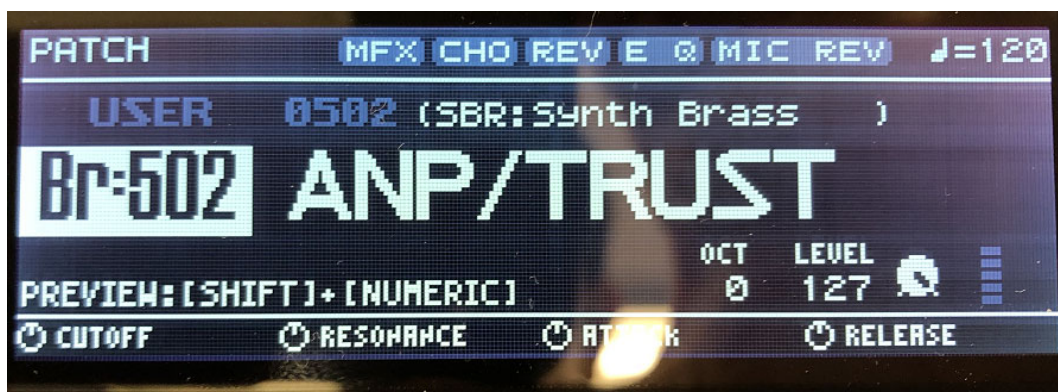 PATCH MFX CHO REV E Q MIC REV ♩=120
USER 0502 (SBR:Synth Brass )
Br:502 ANP/TRUST
OCT LEVEL
PREVIEW:[SHIFT]+[NUMERIC] 0 127
CUTOFF RESONANCE ATTACK RELEASE